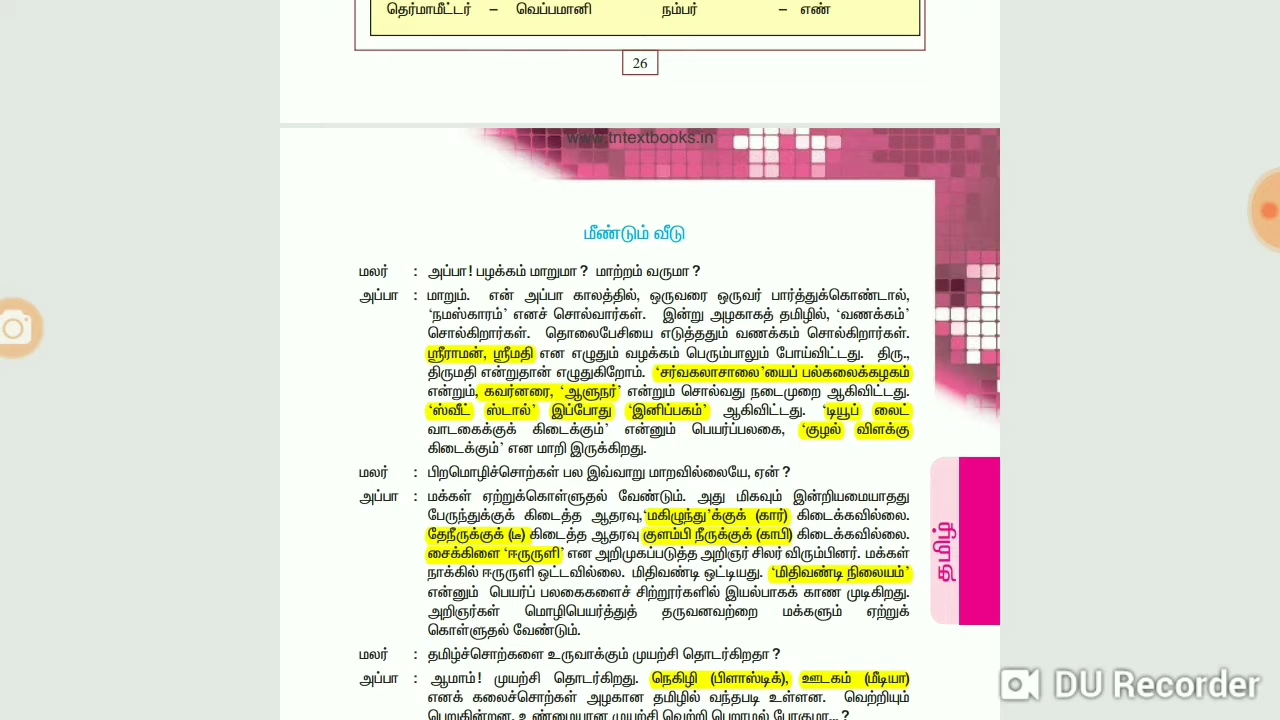 தெர்மாமீட்டர் – வெப்பமானி நம்பர் – எண்
26
www.tntextbooks.in
மீண்டும் வீடு
மலர் : அப்பா! பழக்கம் மாறுமா? மாற்றம் வருமா?
அப்பா : மாறும். என் அப்பா காலத்தில், ஒருவரை ஒருவர் பார்த்துக்கொண்டால்,
‘நமஸ்காரம்’ எனச் சொல்வார்கள். இன்று அழகாகத் தமிழில், ‘வணக்கம்’
சொல்கிறார்கள். தொலைபேசியை எடுத்ததும் வணக்கம் சொல்கிறார்கள்.
ஸ்ரீராமன், ஸ்ரீமதி என எழுதும் வழக்கம் பெரும்பாலும் போய்விட்டது. திரு.,
திருமதி என்றுதான் எழுதுகிறோம். ‘சர்வகலாசாலை’யைப் பல்கலைக்கழகம்
என்றும், கவர்னரை, ‘ஆளுநர்’ என்றும் சொல்வது நடைமுறை ஆகிவிட்டது.
‘ஸ்வீட் ஸ்டால்’ இப்போது ‘இனிப்பகம்’ ஆகிவிட்டது. ‘டியூப் லைட்
வாடகைக்குக் கிடைக்கும்’ என்னும் பெயர்ப்பலகை, ‘குழல் விளக்கு
கிடைக்கும்’ என மாறி இருக்கிறது.
மலர் : பிறமொழிச்சொற்கள் பல இவ்வாறு மாறவில்லையே, ஏன்?
அப்பா : மக்கள் ஏற்றுக்கொள்ளுதல் வேண்டும். அது மிகவும் இன்றியமையாதது
பேருந்துக்குக் கிடைத்த ஆதரவு,‘மகிழுந்து’க்குக் (கார்) கிடைக்கவில்லை.
தேநீருக்குக் (டீ) கிடைத்த ஆதரவு குளம்பி நீருக்குக் (காபி) கிடைக்கவில்லை.
சைக்கிளை ‘ஈருருளி’ என அறிமுகப்படுத்த அறிஞர் சிலர் விரும்பினர். மக்கள்
நாக்கில் ஈருருளி ஒட்டவில்லை. மிதிவண்டி ஒட்டியது. ‘மிதிவண்டி நிலையம்’
என்னும் பெயர்ப் பலகைகளைச் சிற்றூர்களில் இயல்பாகக் காண முடிகிறது.
அறிஞர்கள் மொழிபெயர்த்துத் தருவனவற்றை மக்களும் ஏற்றுக்
கொள்ளுதல் வேண்டும்.
மலர் : தமிழ்ச்சொற்களை உருவாக்கும் முயற்சி தொடர்கிறதா?
அப்பா : ஆமாம்! முயற்சி தொடர்கிறது. நெகிழி (பிளாஸ்டிக்), ஊடகம் (மீடியா)
எனக் கலைச்சொற்கள் அழகான தமிழில் வந்தபடி உள்ளன. வெற்றியும்
பெறுகின்றன. உண்மையான முயற்சி வெற்றி பெறாமல் போகுமா...?
தமிழ்
DU Recorder